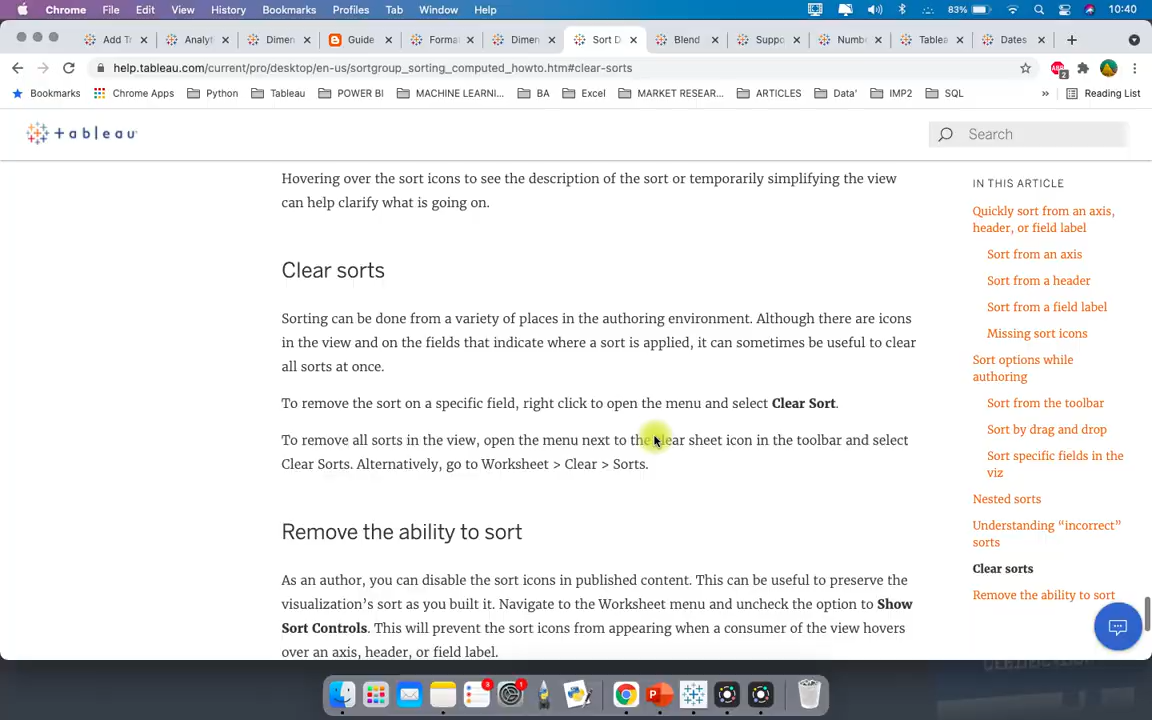 Chrome File Edit View History Bookmarks Profiles Tab Window Help 83% 10:40
Add Tr Analyt Dimen Guide Forma Dimen Sort D Blend Suppo Numb Tablea Dates
help.tableau.com/current/pro/desktop/en-us/sortgroup_sorting_computed_howto.htm#clear-sorts
Bookmarks Chrome Apps Python Tableau POWER BI MACHINE LEARNI... BA Excel MARKET RESEAR... ARTICLES Data' IMP2 SQL » Reading List
tableau Search
Hovering over the sort icons to see the description of the sort or temporarily simplifying the view
can help clarify what is going on.
Clear sorts
Sorting can be done from a variety of places in the authoring environment. Although there are icons
in the view and on the fields that indicate where a sort is applied, it can sometimes be useful to clear
all sorts at once.
To remove the sort on a specific field, right click to open the menu and select Clear Sort.
To remove all sorts in the view, open the menu next to the clear sheet icon in the toolbar and select
Clear Sorts. Alternatively, go to Worksheet > Clear > Sorts.
Remove the ability to sort
As an author, you can disable the sort icons in published content. This can be useful to preserve the
visualization's sort as you built it. Navigate to the Worksheet menu and uncheck the option to Show
Sort Controls. This will prevent the sort icons from appearing when a consumer of the view hovers
over an axis, header, or field label.
IN THIS ARTICLE
Quickly sort from an axis,
header, or field label
Sort from an axis
Sort from a header
Sort from a field label
Missing sort icons
Sort options while
authoring
Sort from the toolbar
Sort by drag and drop
Sort specific fields in the
viz
Nested sorts
Understanding “incorrect”
sorts
Clear sorts
Remove the ability to sort